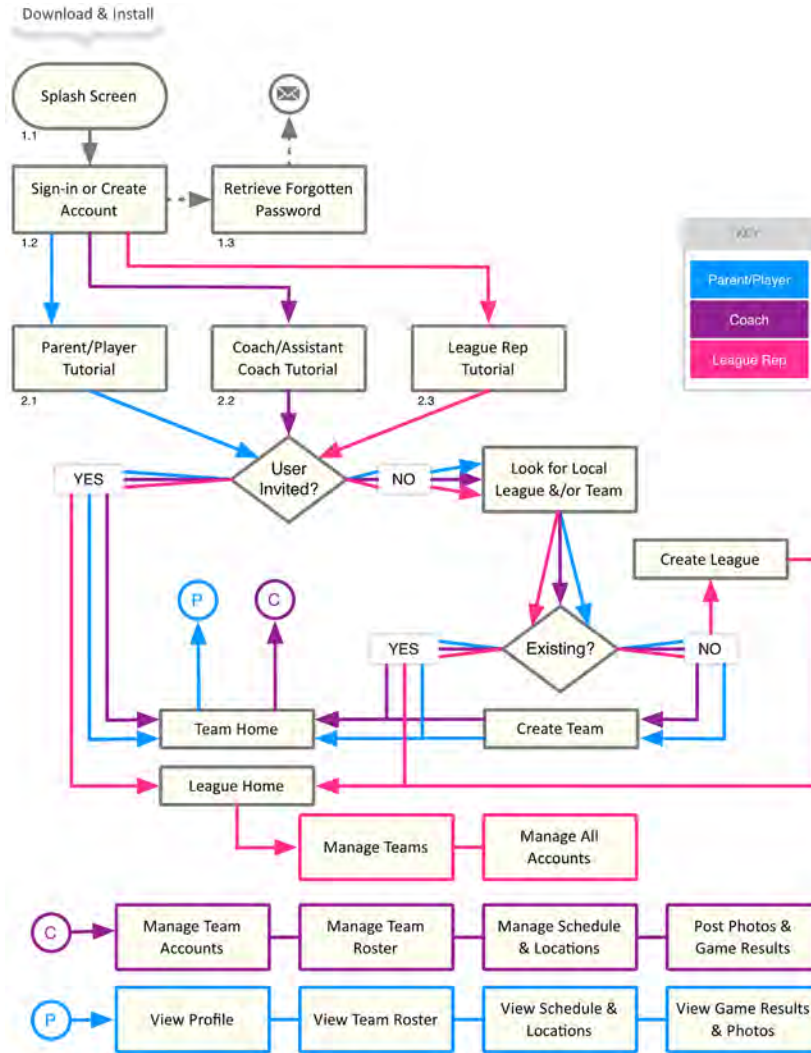 Download & Install
Splash Screen
1.1
Sign-in or Create
Account
1.2
Retrieve Forgotten
Password
1.3
KEY
Parent/Player
Coach
League Rep
Parent/Player
Tutorial
2.1
Coach/Assistant
Coach Tutorial
2.2
League Rep
Tutorial
2.3
User
Invited?
YES
NO
Look for Local
League &/or Team
Create League
P
C
YES
Existing?
NO
Team Home
Create Team
League Home
Manage Teams
Manage All
Accounts
C
Manage Team
Accounts
Manage Team
Roster
Manage Schedule
& Locations
Post Photos &
Game Results
P
View Profile
View Team Roster
View Schedule &
Locations
View Game Results
& Photos